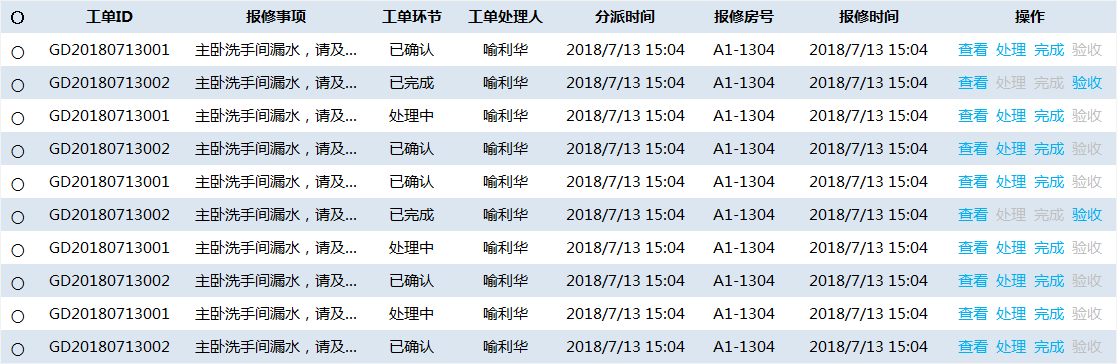 工单ID 报修事项 工单环节 工单处理人 分派时间 报修房号 报修时间 操作
GD20180713001 主卧洗手间漏水，请及... 已确认 喻利华 2018/7/13 15:04 A1-1304 2018/7/13 15:04 查看 处理 完成 验收
GD20180713002 主卧洗手间漏水，请及... 已完成 喻利华 2018/7/13 15:04 A1-1304 2018/7/13 15:04 查看 处理 完成 验收
GD20180713001 主卧洗手间漏水，请及... 处理中 喻利华 2018/7/13 15:04 A1-1304 2018/7/13 15:04 查看 处理 完成 验收
GD20180713002 主卧洗手间漏水，请及... 已确认 喻利华 2018/7/13 15:04 A1-1304 2018/7/13 15:04 查看 处理 完成 验收
GD20180713001 主卧洗手间漏水，请及... 已确认 喻利华 2018/7/13 15:04 A1-1304 2018/7/13 15:04 查看 处理 完成 验收
GD20180713002 主卧洗手间漏水，请及... 已完成 喻利华 2018/7/13 15:04 A1-1304 2018/7/13 15:04 查看 处理 完成 验收
GD20180713001 主卧洗手间漏水，请及... 处理中 喻利华 2018/7/13 15:04 A1-1304 2018/7/13 15:04 查看 处理 完成 验收
GD20180713002 主卧洗手间漏水，请及... 已确认 喻利华 2018/7/13 15:04 A1-1304 2018/7/13 15:04 查看 处理 完成 验收
GD20180713001 主卧洗手间漏水，请及... 处理中 喻利华 2018/7/13 15:04 A1-1304 2018/7/13 15:04 查看 处理 完成 验收
GD20180713002 主卧洗手间漏水，请及... 已确认 喻利华 2018/7/13 15:04 A1-1304 2018/7/13 15:04 查看 处理 完成 验收